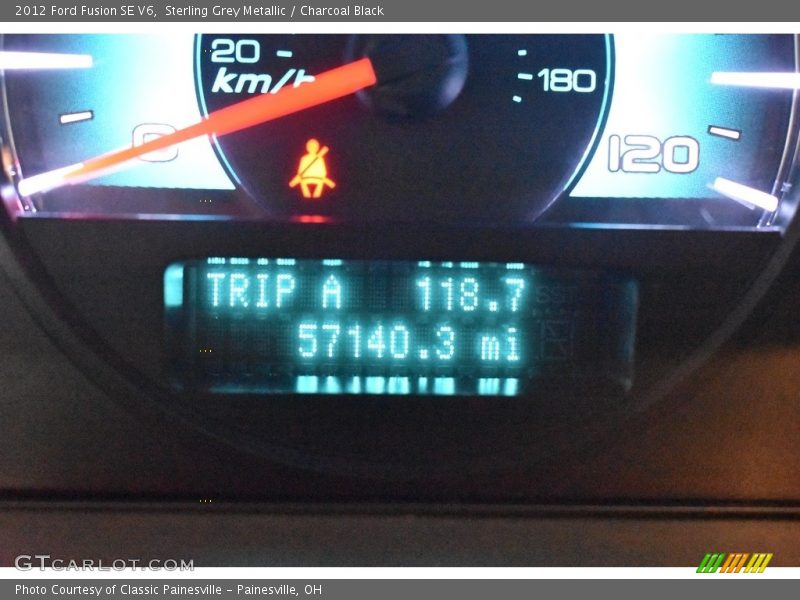 2012 Ford Fusion SE V6,  Sterling Grey Metallic / Charcoal Black
20
km/h
180
0
120
TRIP A 118.7
57140.3 mi
GTCARLOT.COM
Photo Courtesy of Classic Painesville - Painesville, OH